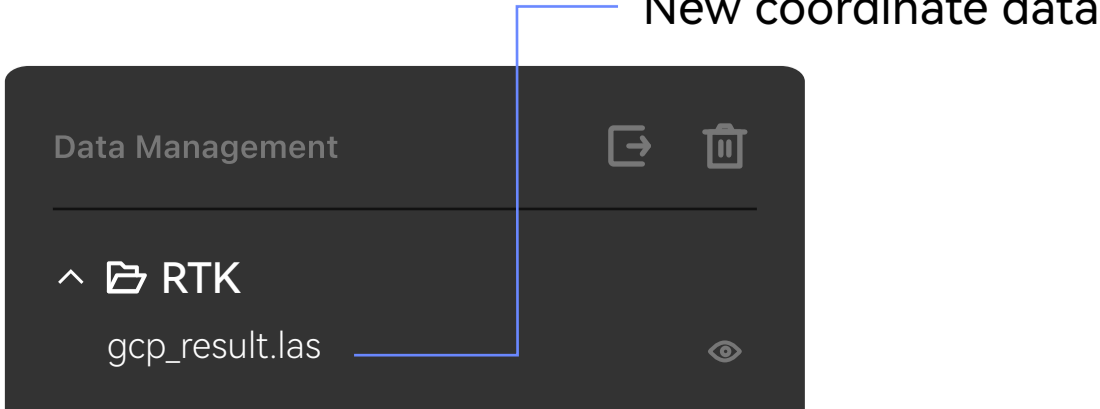 New coordinate data
Data Management
RTK
gcp_result.las